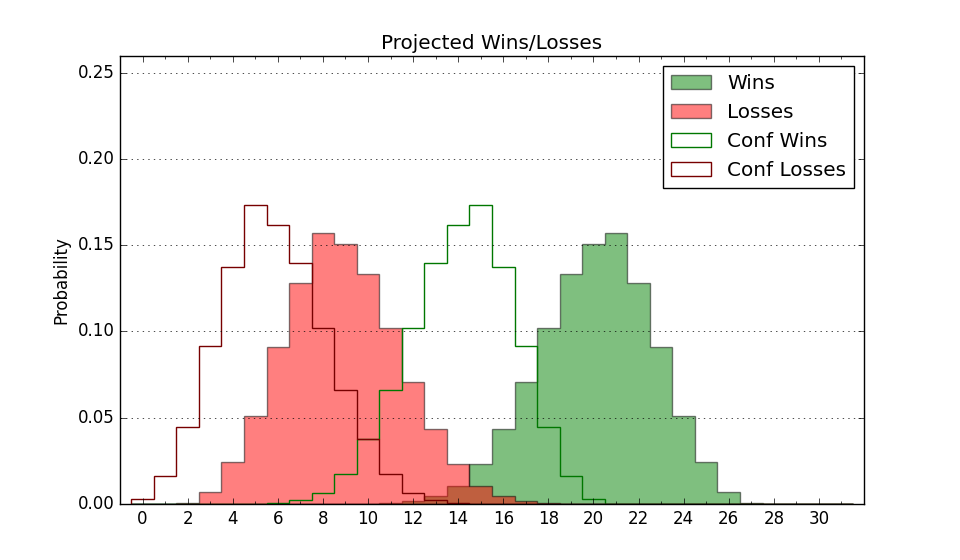 Projected Wins/Losses
0.25
0.20
0.15
0.10
0.05
0.00
Probability
Wins
Losses
Conf Wins
Conf Losses
0 2 4 6 8 10 12 14 16 18 20 22 24 26 28 30